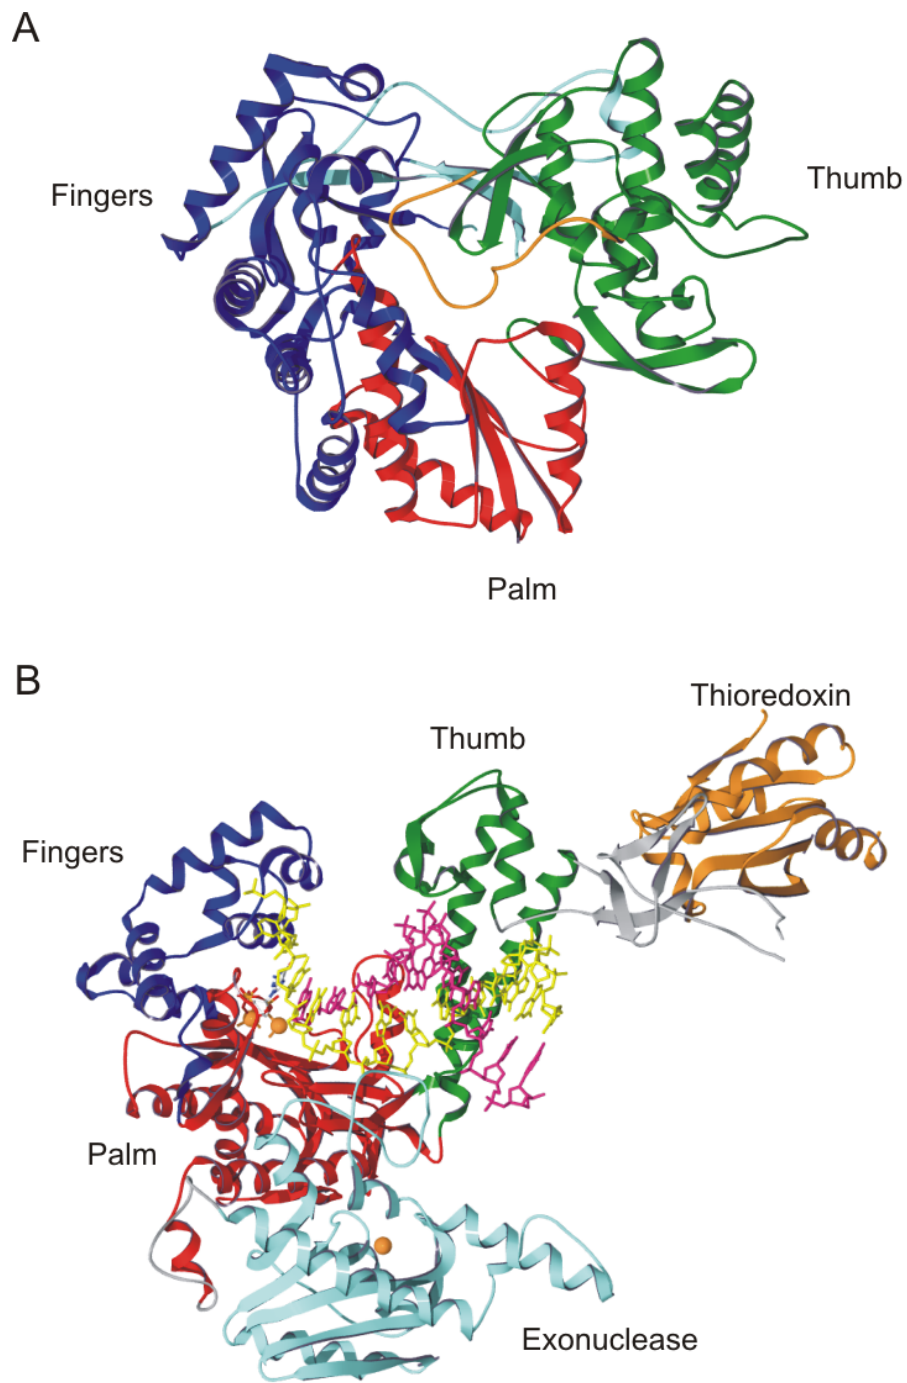 A
Fingers
Thumb
Palm
B
Thioredoxin
Thumb
Fingers
Palm
Exonuclease